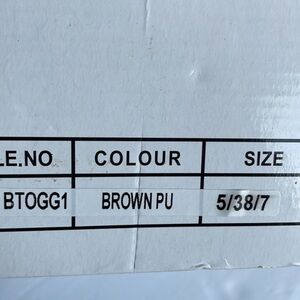 LE.NO COLOUR SIZE
BTOGG1 BROWN PU 5/38/7